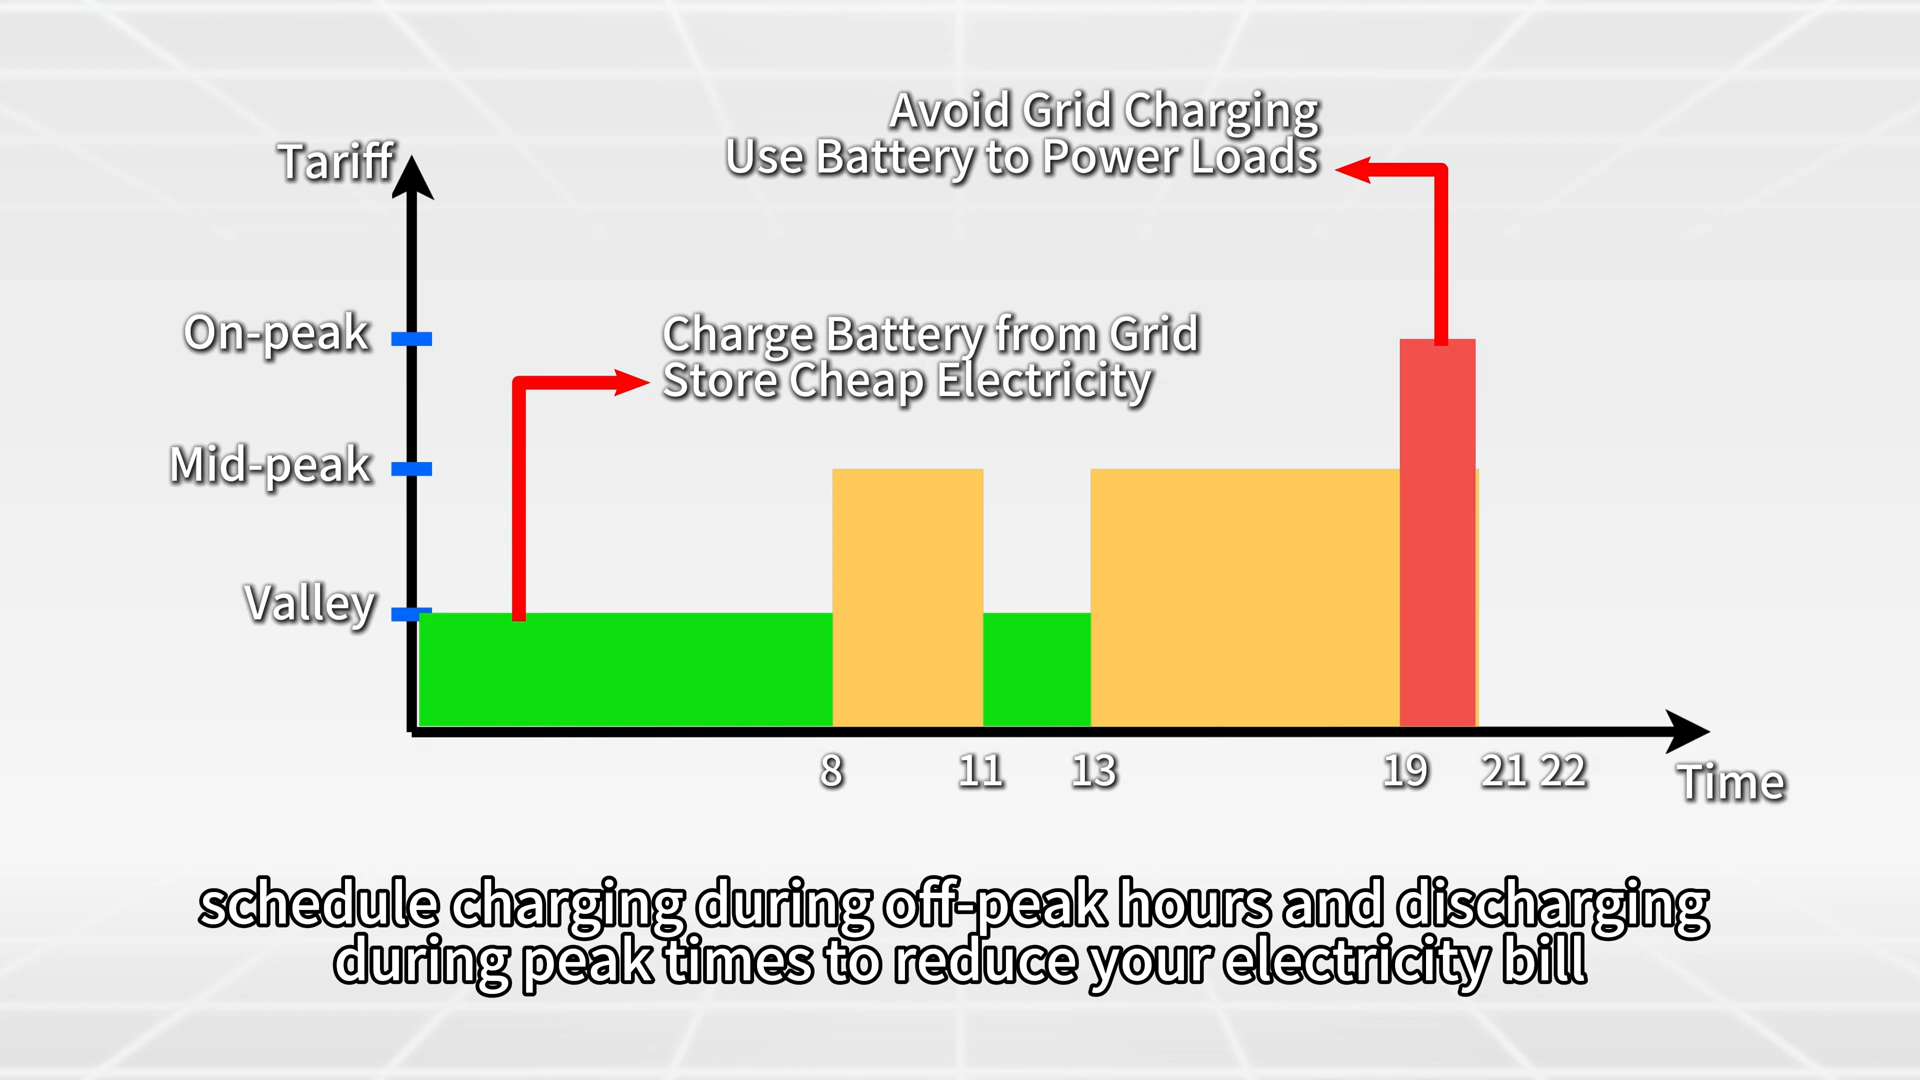 Avoid Grid Charging
Use Battery to Power Loads
Tariff
On-peak
Charge Battery from Grid
Store Cheap Electricity
Mid-peak
Valley
8 11 13 19 21 22
Time
schedule charging during off-peak hours and discharging
during peak times to reduce your electricity bill